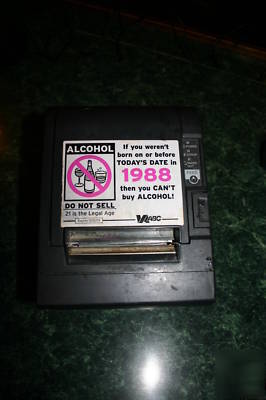 ALCOHOL
DO NOT SELL
21 is the Legal Age
If you weren't
born on or before
TODAY'S DATE in
1988
then you CAN'T
buy ALCOHOL!
ABC